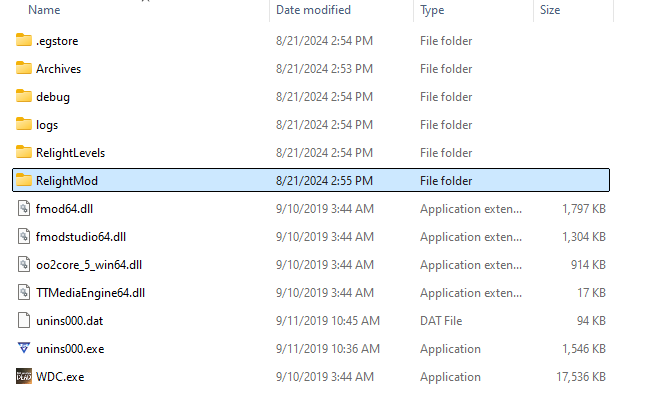 Name Date modified Type Size
.egstore 8/21/2024 2:54 PM File folder
Archives 8/21/2024 2:53 PM File folder
debug 8/21/2024 2:54 PM File folder
logs 8/21/2024 2:54 PM File folder
RelightLevels 8/21/2024 2:54 PM File folder
RelightMod 8/21/2024 2:55 PM File folder
fmod64.dll 9/10/2019 3:44 AM Application exten... 1,797 KB
fmodstudio64.dll 9/10/2019 3:44 AM Application exten... 1,304 KB
oo2core_5_win64.dll 9/10/2019 3:44 AM Application exten... 914 KB
TTMediaEngine64.dll 9/10/2019 3:44 AM Application exten... 17 KB
unins000.dat 9/11/2019 10:45 AM DAT File 94 KB
unins000.exe 9/11/2019 10:36 AM Application 1,546 KB
WDC.exe 9/10/2019 3:44 AM Application 17,536 KB